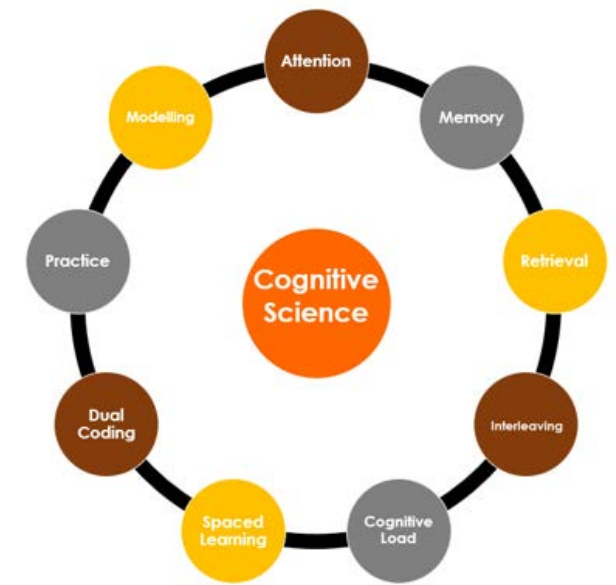 Attention
Memory
Retrieval
Interleaving
Cognitive
Load
Spaced
Learning
Dual
Coding
Practice
Modelling
Cognitive
Science